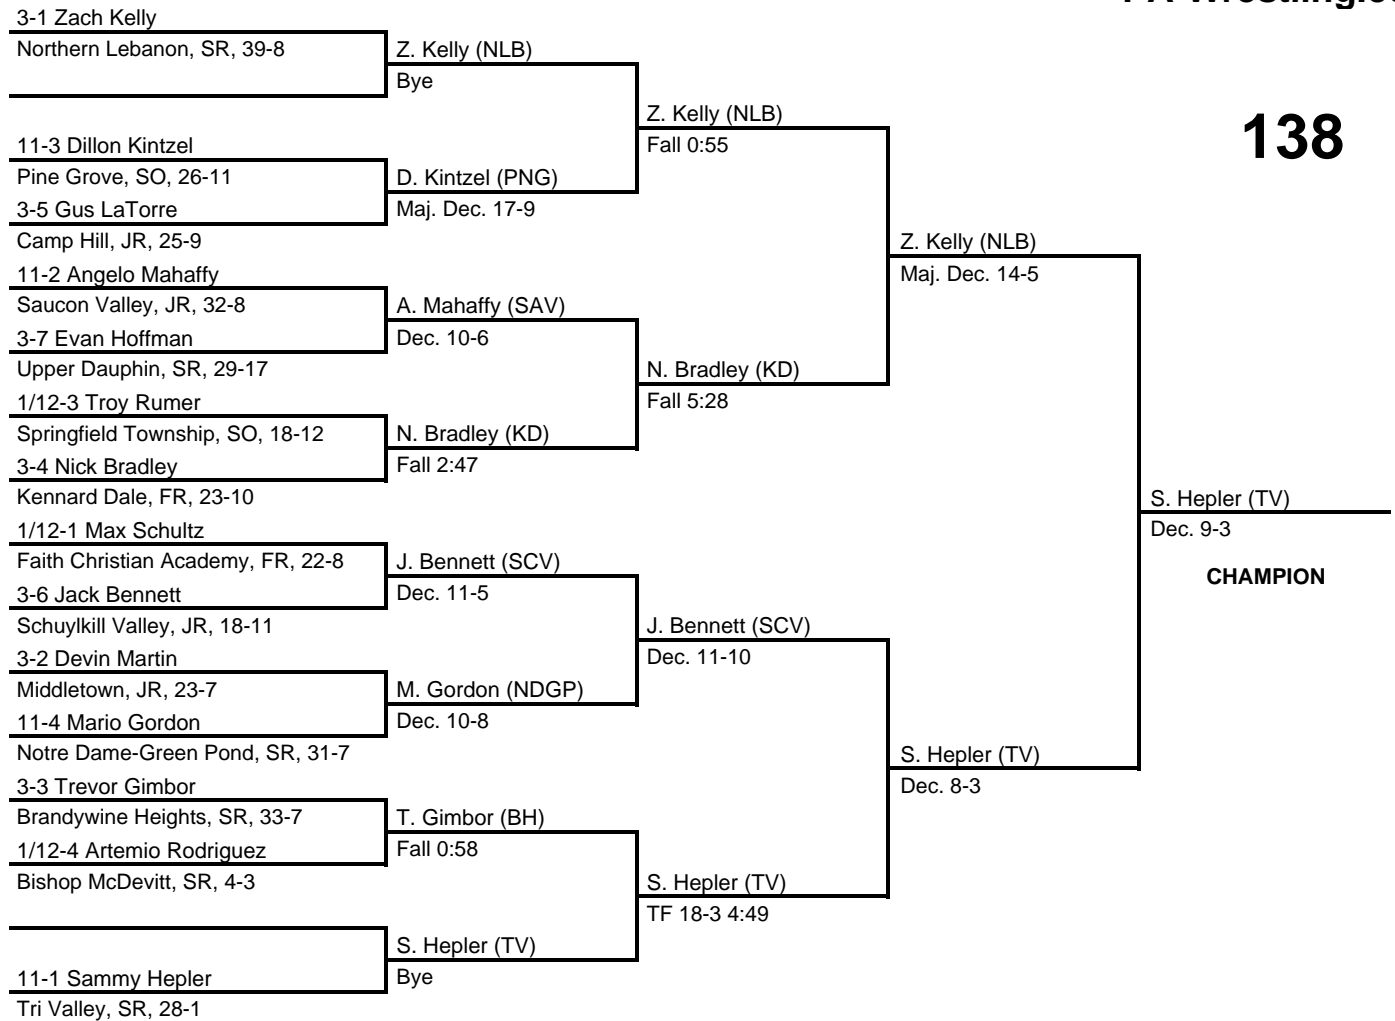 3-1 Zach Kelly
Northern Lebanon, SR, 39-8
Z. Kelly (NLB)
Bye
Z. Kelly (NLB)
Fall 0:55
138
11-3 Dillon Kintzel
Pine Grove, SO, 26-11
D. Kintzel (PNG)
3-5 Gus LaTorre
Maj. Dec. 17-9
Camp Hill, JR, 25-9
Z. Kelly (NLB)
Maj. Dec. 14-5
11-2 Angelo Mahaffy
Saucon Valley, JR, 32-8
A. Mahaffy (SAV)
3-7 Evan Hoffman
Dec. 10-6
Upper Dauphin, SR, 29-17
N. Bradley (KD)
Fall 5:28
1/12-3 Troy Rumer
Springfield Township, SO, 18-12
N. Bradley (KD)
3-4 Nick Bradley
Fall 2:47
Kennard Dale, FR, 23-10
S. Hepler (TV)
Dec. 9-3
CHAMPION
1/12-1 Max Schultz
Faith Christian Academy, FR, 22-8
J. Bennett (SCV)
3-6 Jack Bennett
Dec. 11-5
Schuylkill Valley, JR, 18-11
J. Bennett (SCV)
Dec. 11-10
3-2 Devin Martin
Middletown, JR, 23-7
M. Gordon (NDGP)
11-4 Mario Gordon
Dec. 10-8
Notre Dame-Green Pond, SR, 31-7
S. Hepler (TV)
Dec. 8-3
3-3 Trevor Gimbor
Brandywine Heights, SR, 33-7
T. Gimbor (BH)
1/12-4 Artemio Rodriguez
Fall 0:58
Bishop McDevitt, SR, 4-3
S. Hepler (TV)
TF 18-3 4:49
S. Hepler (TV)
Bye
11-1 Sammy Hepler
Tri Valley, SR, 28-1